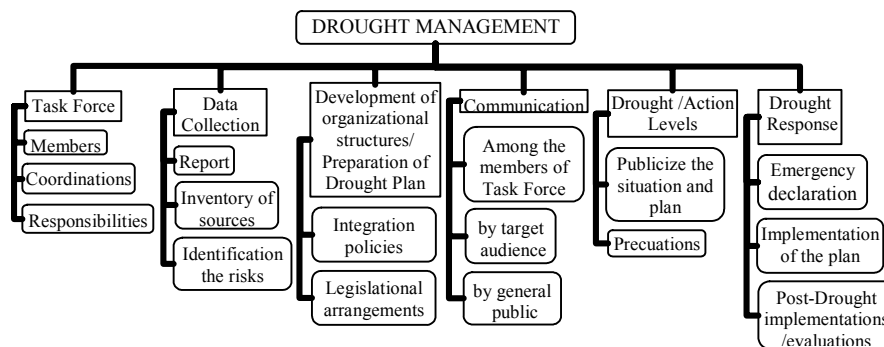 DROUGHT MANAGEMENT
Task Force
Members
Coordinations
Responsibilities
Data
Collection
Report
Inventory of
sources
Identification
the risks
Development of
organizational
structures/
Preparation of
Drought Plan
Integration
policies
Legislational
arrangements
Communication
Among the
members of
Task Force
by target
audience
by general
public
Drought /Action
Levels
Publicize the
situation and
plan
Precuations
Drought
Response
Emergency
declaration
Implementation
of the plan
Post-Drought
implementations
/evaluations